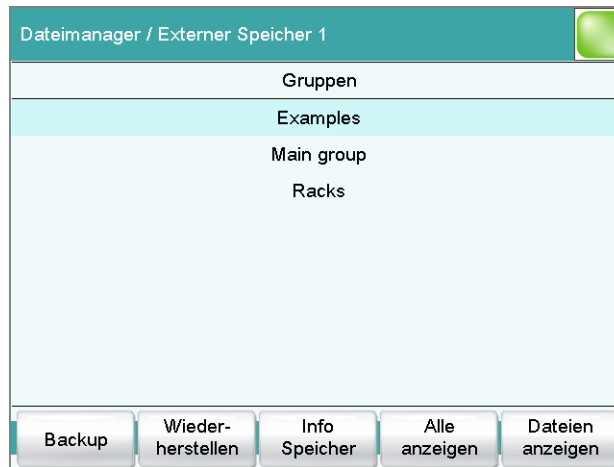 Dateimanager / Externer Speicher 1
Gruppen
Examples
Main group
Racks
Backup
Wieder-
herstellen
Info
Speicher
Alle
anzeigen
Dateien
anzeigen